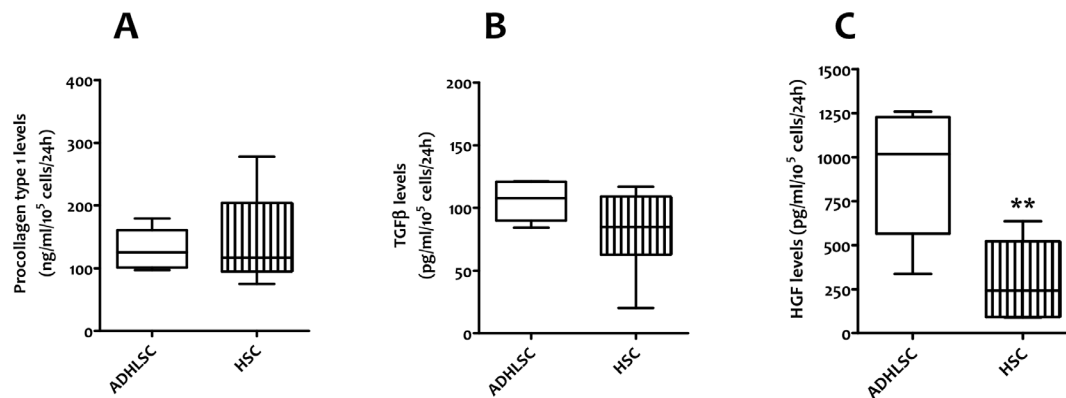 A
Procollagen type 1 levels
(ng/ml/10⁵ cells/24h)
400
300
200
100
0
ADHLSC
HSC
B
TGFβ levels
(pg/ml/10⁵ cells/24h)
200
150
100
50
0
ADHLSC
HSC
C
HGF levels (pg/ml/10⁵ cells/24h)
1500
1250
1000
750
500
250
0
**
ADHLSC
HSC